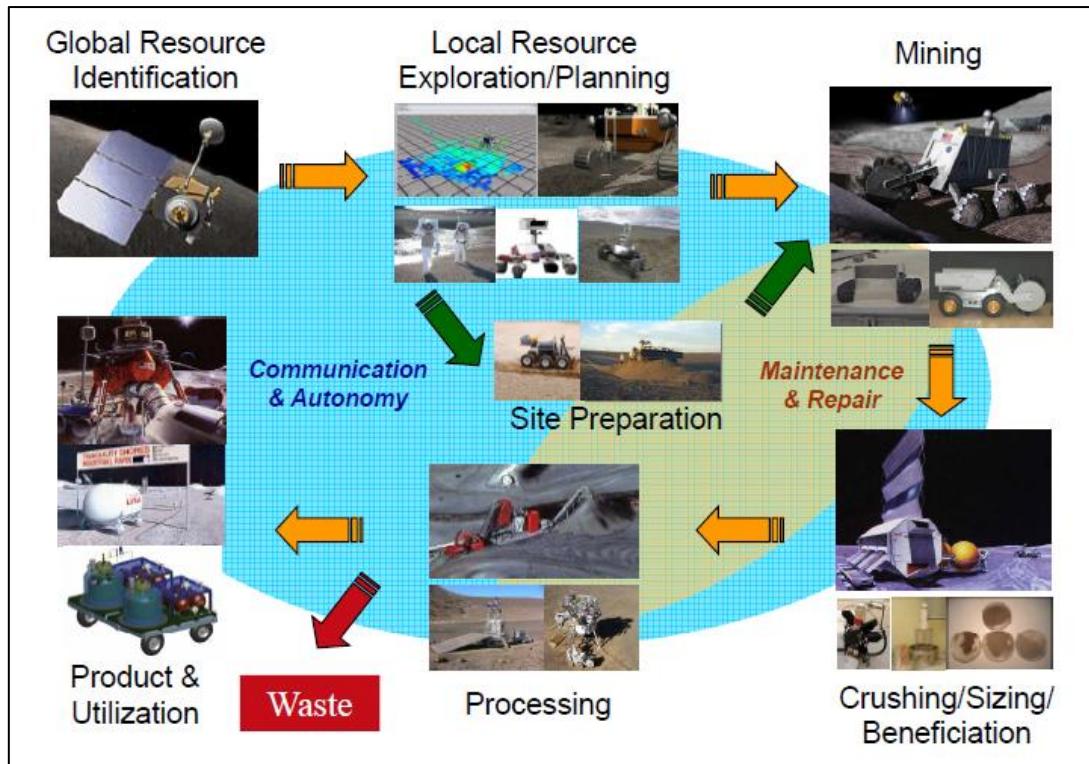 Global Resource
Identification
Local Resource
Exploration/Planning
Mining
Communication
& Autonomy
Site Preparation
Maintenance
& Repair
Product &
Utilization
Waste
Processing
Crushing/Sizing/
Beneficiation